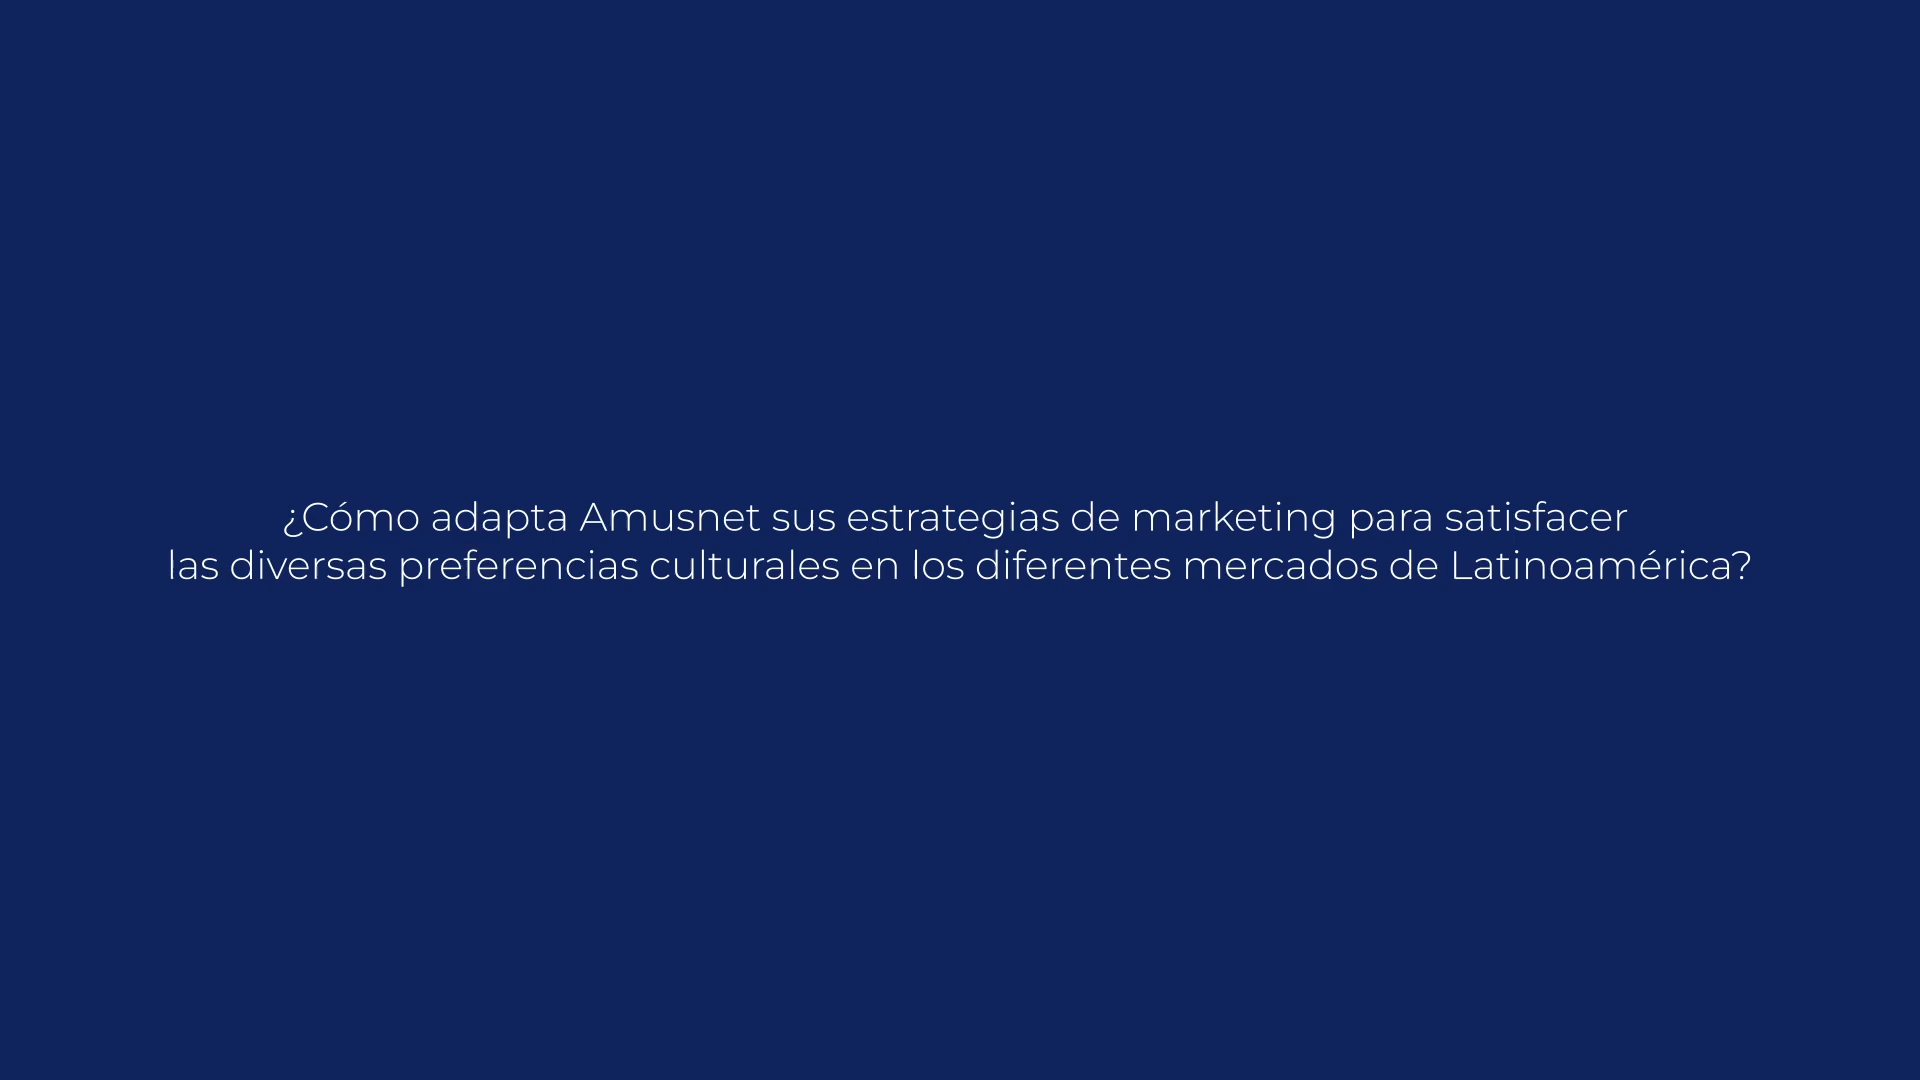 ¿Cómo adapta Amusnet sus estrategias de marketing para satisfacer
las diversas preferencias culturales en los diferentes mercados de Latinoamérica?